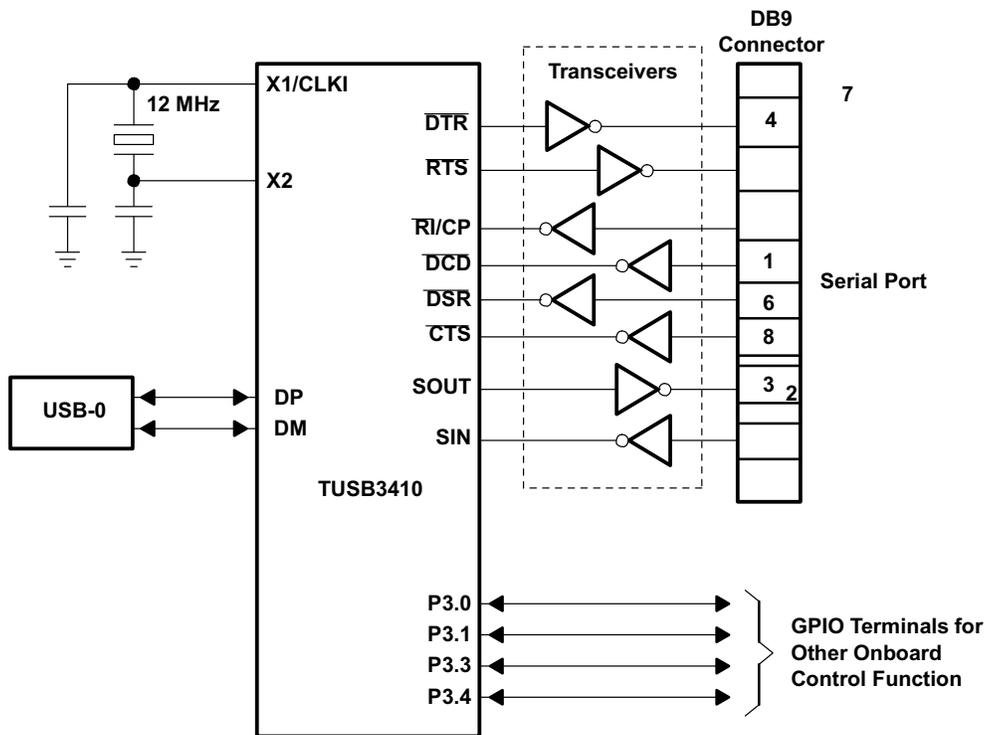 DB9
Connector
X1/CLKI
Transceivers
12 MHz
7
DTR
4
RTS
X2
RI/CP
DCD
1
Serial Port
DSR
6
CTS
8
SOUT
3
2
USB-0
DP
DM
SIN
TUSB3410
P3.0
P3.1
P3.3
P3.4
GPIO Terminals for
Other Onboard
Control Function